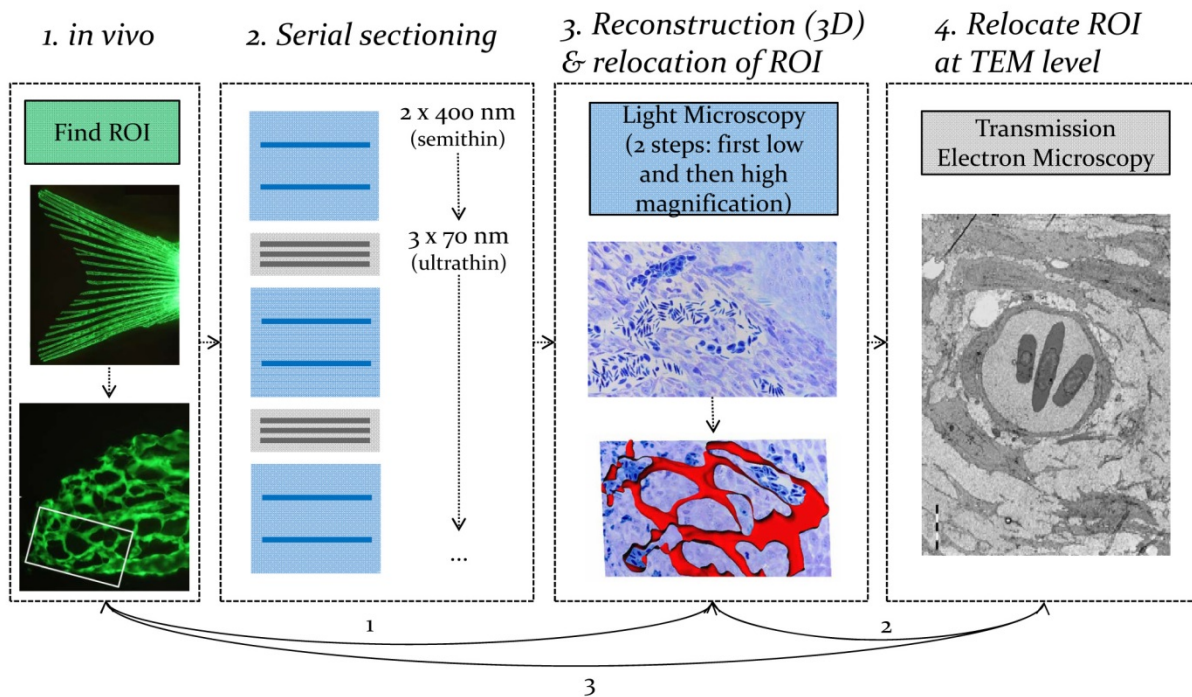 1. in vivo
2. Serial sectioning
3. Reconstruction (3D)
& relocation of ROI
4. Relocate ROI
at TEM level
Find ROI
2 x 400 nm
(semithin)
3 x 70 nm
(ultrathin)
...
Light Microscopy
(2 steps: first low
and then high
magnification)
Transmission
Electron Microscopy
1
2
3